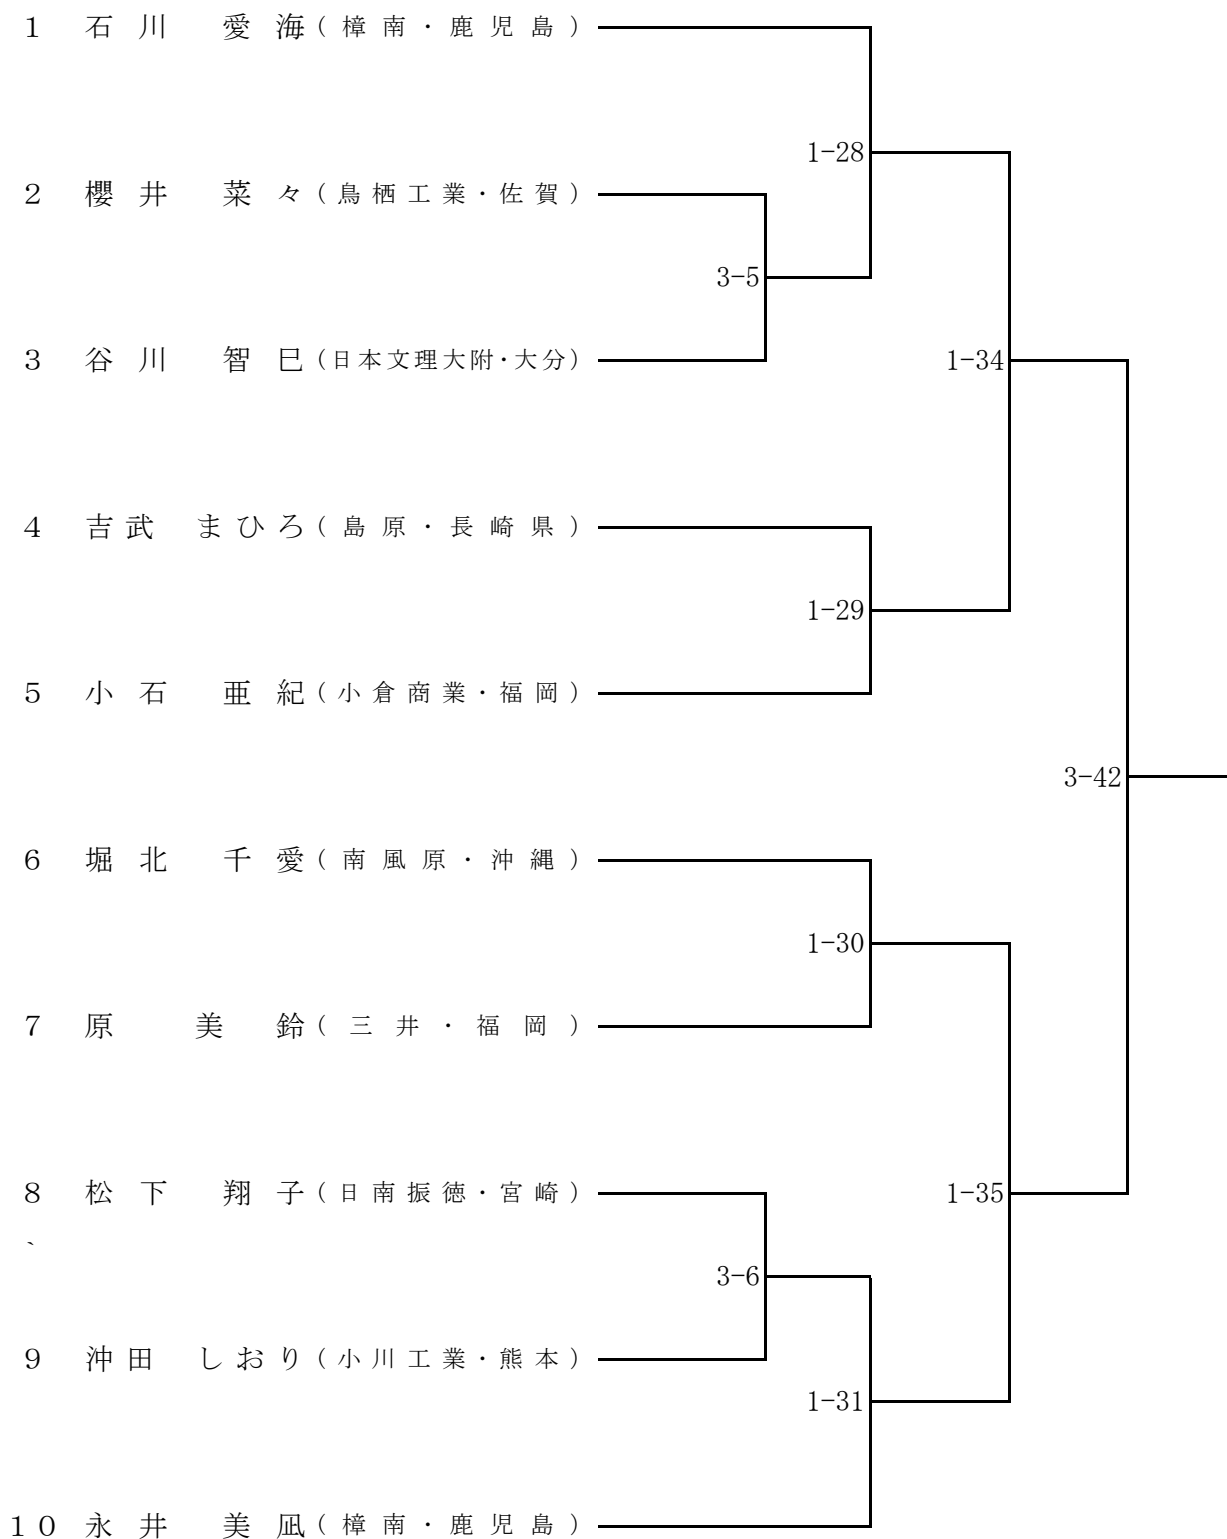 1 石川 愛海(樟南・鹿児島)
1-28
2 櫻井 菜々(鳥栖工業・佐賀)
3-5
3 谷川 智巳(日本文理大附・大分)
1-34
4 吉武 まひろ(島原・長崎県)
1-29
5 小石 亜紀(小倉商業・福岡)
3-42
6 堀北 千愛(南風原・沖縄)
1-30
7 原 美鈴(三井・福岡)
8 松下 翔子(日南振徳・宮崎)
1-35
、
3-6
9 沖田 しおり(小川工業・熊本)
1-31
10 永井 美凪(樟南・鹿児島)